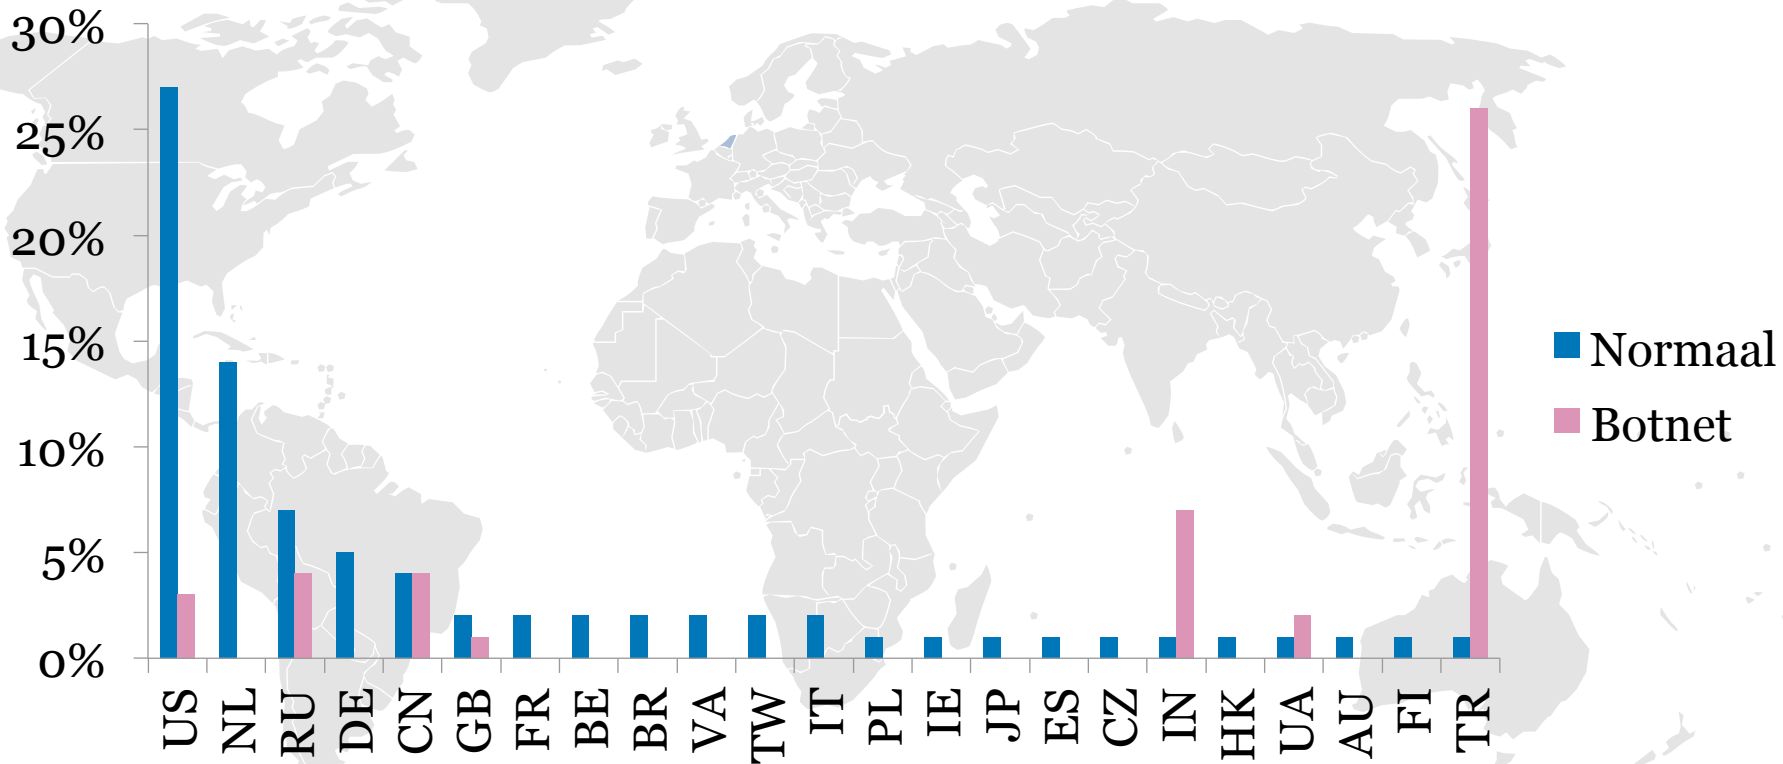 30%
25%
20%
15%
10%
5%
0%
US
NL
RU
DE
CN
GB
FR
BE
BR
VA
TW
IT
PL
IE
JP
ES
CZ
IN
HK
UA
AU
FI
TR
Normaal
Botnet